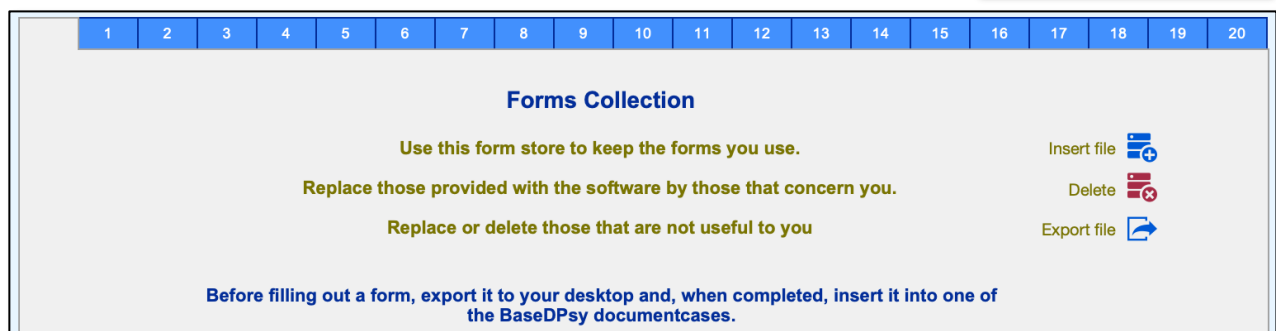 1 2 3 4 5 6 7 8 9 10 11 12 13 14 15 16 17 18 19 20
Forms Collection
Use this form store to keep the forms you use.
Insert file
Replace those provided with the software by those that concern you.
Delete
Replace or delete those that are not useful to you
Export file
Before filling out a form, export it to your desktop and, when completed, insert it into one of
the BaseDPsy documentcases.